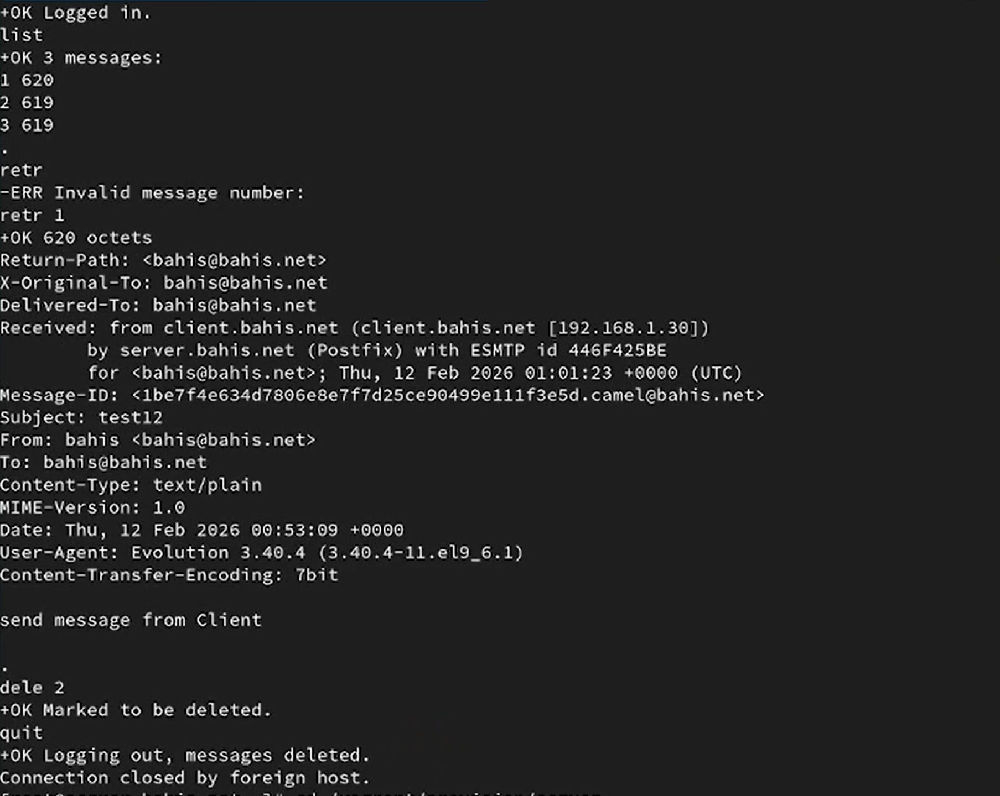 +OK Logged in.
list
+OK 3 messages:
1 620
2 619
3 619
.
retr
-ERR Invalid message number:
retr 1
+OK 620 octets
Return-Path: <bahis@bahis.net>
X-Original-To: bahis@bahis.net
Delivered-To: bahis@bahis.net
Received: from client.bahis.net (client.bahis.net [192.168.1.30])
        by server.bahis.net (Postfix) with ESMTP id 446F425BE
        for <bahis@bahis.net>; Thu, 12 Feb 2026 01:01:23 +0000 (UTC)
Message-ID: <1be7f4e634d7806e8e7f7d25ce90499e111f3e5d.camel@bahis.net>
Subject: test12
From: bahis <bahis@bahis.net>
To: bahis@bahis.net
Content-Type: text/plain
MIME-Version: 1.0
Date: Thu, 12 Feb 2026 00:53:09 +0000
User-Agent: Evolution 3.40.4 (3.40.4-11.el9_6.1)
Content-Transfer-Encoding: 7bit

send message from Client

.
dele 2
+OK Marked to be deleted.
quit
+OK Logging out, messages deleted.
Connection closed by foreign host.